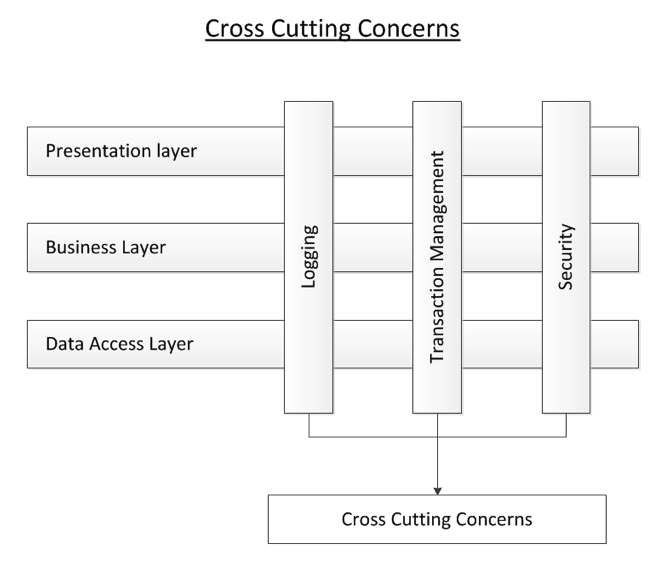 Cross Cutting Concerns
Presentation layer
Business Layer
Data Access Layer
Logging
Transaction Management
Security
Cross Cutting Concerns